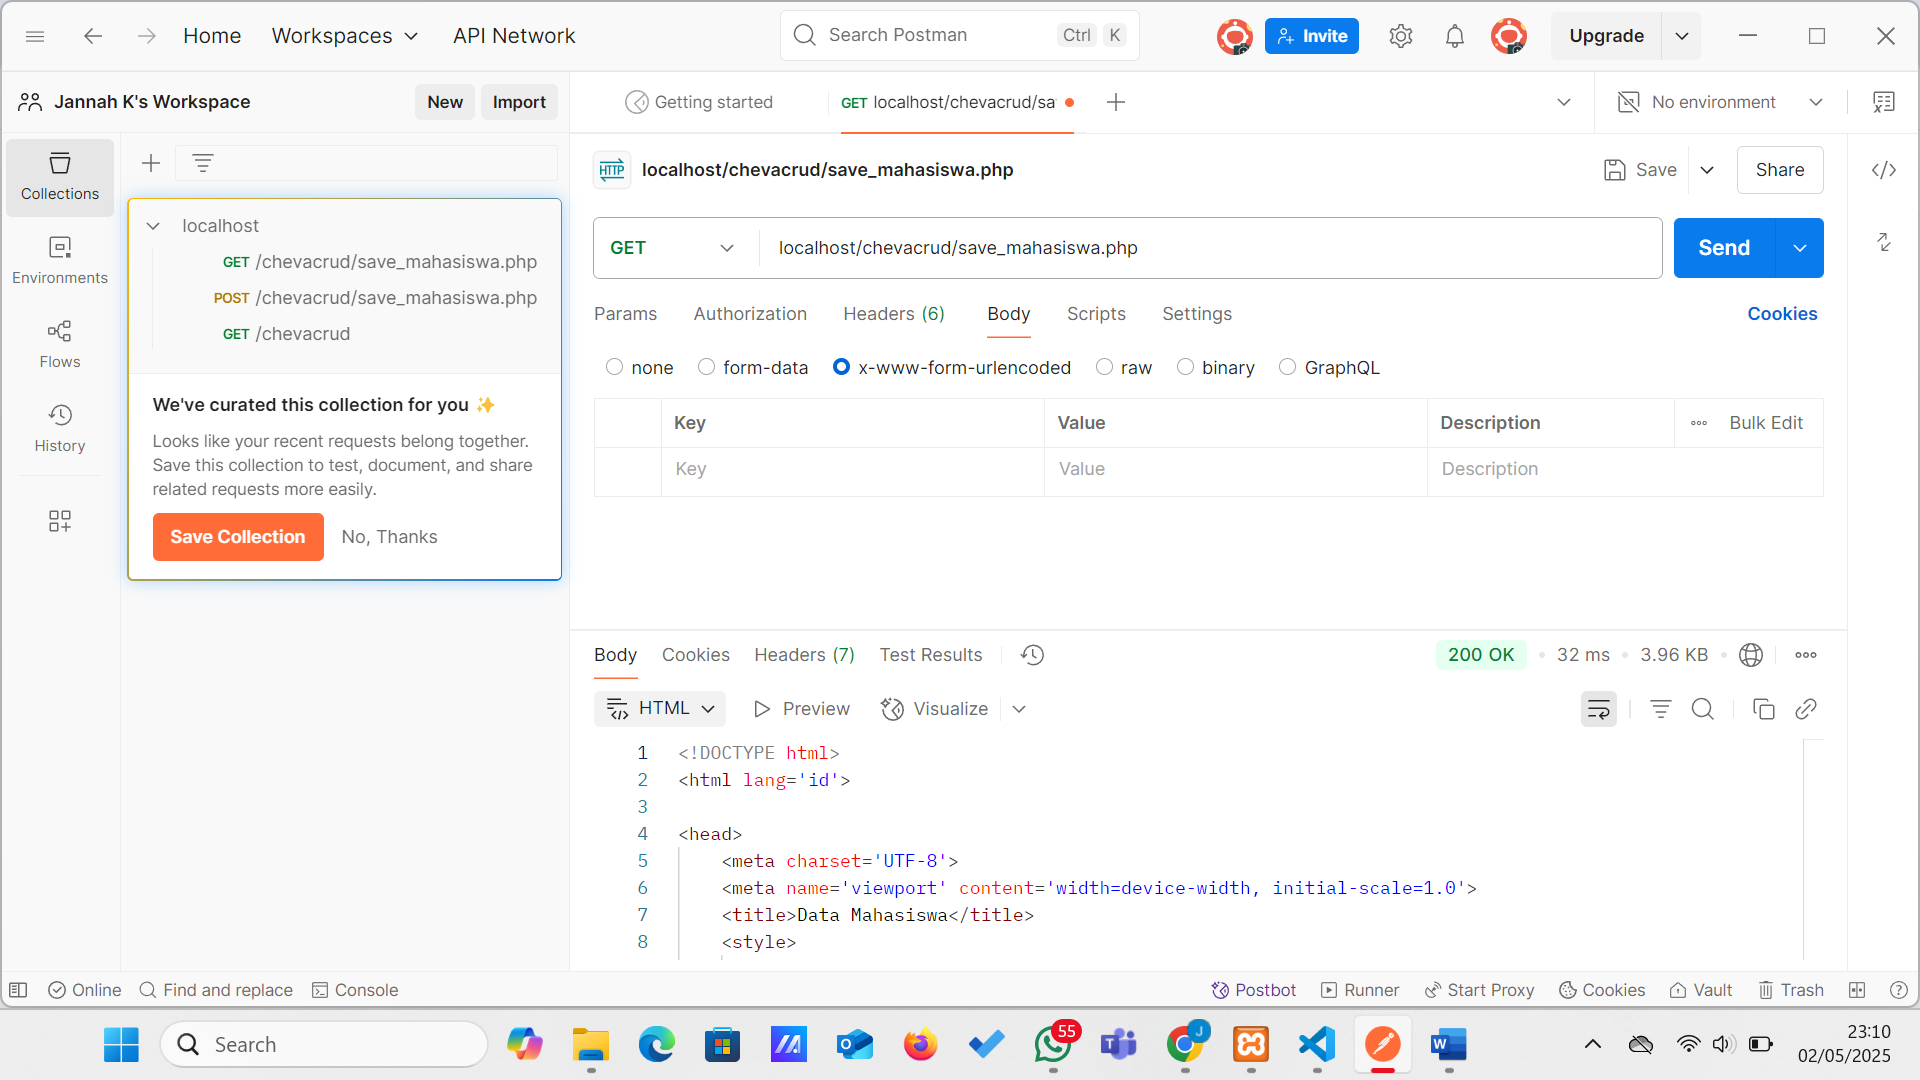 Home
Workspaces
API Network
Search Postman
Ctrl K
Invite
Upgrade
Jannah K's Workspace
New
Import
Getting started
GET localhost/chevacrud/sa
No environment
Collections
Environments
Flows
History
localhost
GET /chevacrud/save_mahasiswa.php
POST /chevacrud/save_mahasiswa.php
GET /chevacrud
We've curated this collection for you ✨
Looks like your recent requests belong together.
Save this collection to test, document, and share
related requests more easily.
Save Collection
No, Thanks
HTTP
localhost/chevacrud/save_mahasiswa.php
Save
Share
GET
localhost/chevacrud/save_mahasiswa.php
Send
Params
Authorization
Headers (6)
Body
Scripts
Settings
Cookies
none
form-data
x-www-form-urlencoded
raw
binary
GraphQL
Key
Value
Description
Bulk Edit
Key
Value
Description
Body
Cookies
Headers (7)
Test Results
200 OK
32 ms
3.96 KB
HTML
Preview
Visualize
1 <!DOCTYPE html>
2 <html lang='id'>
3
4 <head>
5 <meta charset='UTF-8'>
6 <meta name='viewport' content='width=device-width, initial-scale=1.0'>
7 <title>Data Mahasiswa</title>
8 <style>
Online
Find and replace
Console
Postbot
Runner
Start Proxy
Cookies
Vault
Trash
Search
55
J
23:10
02/05/2025